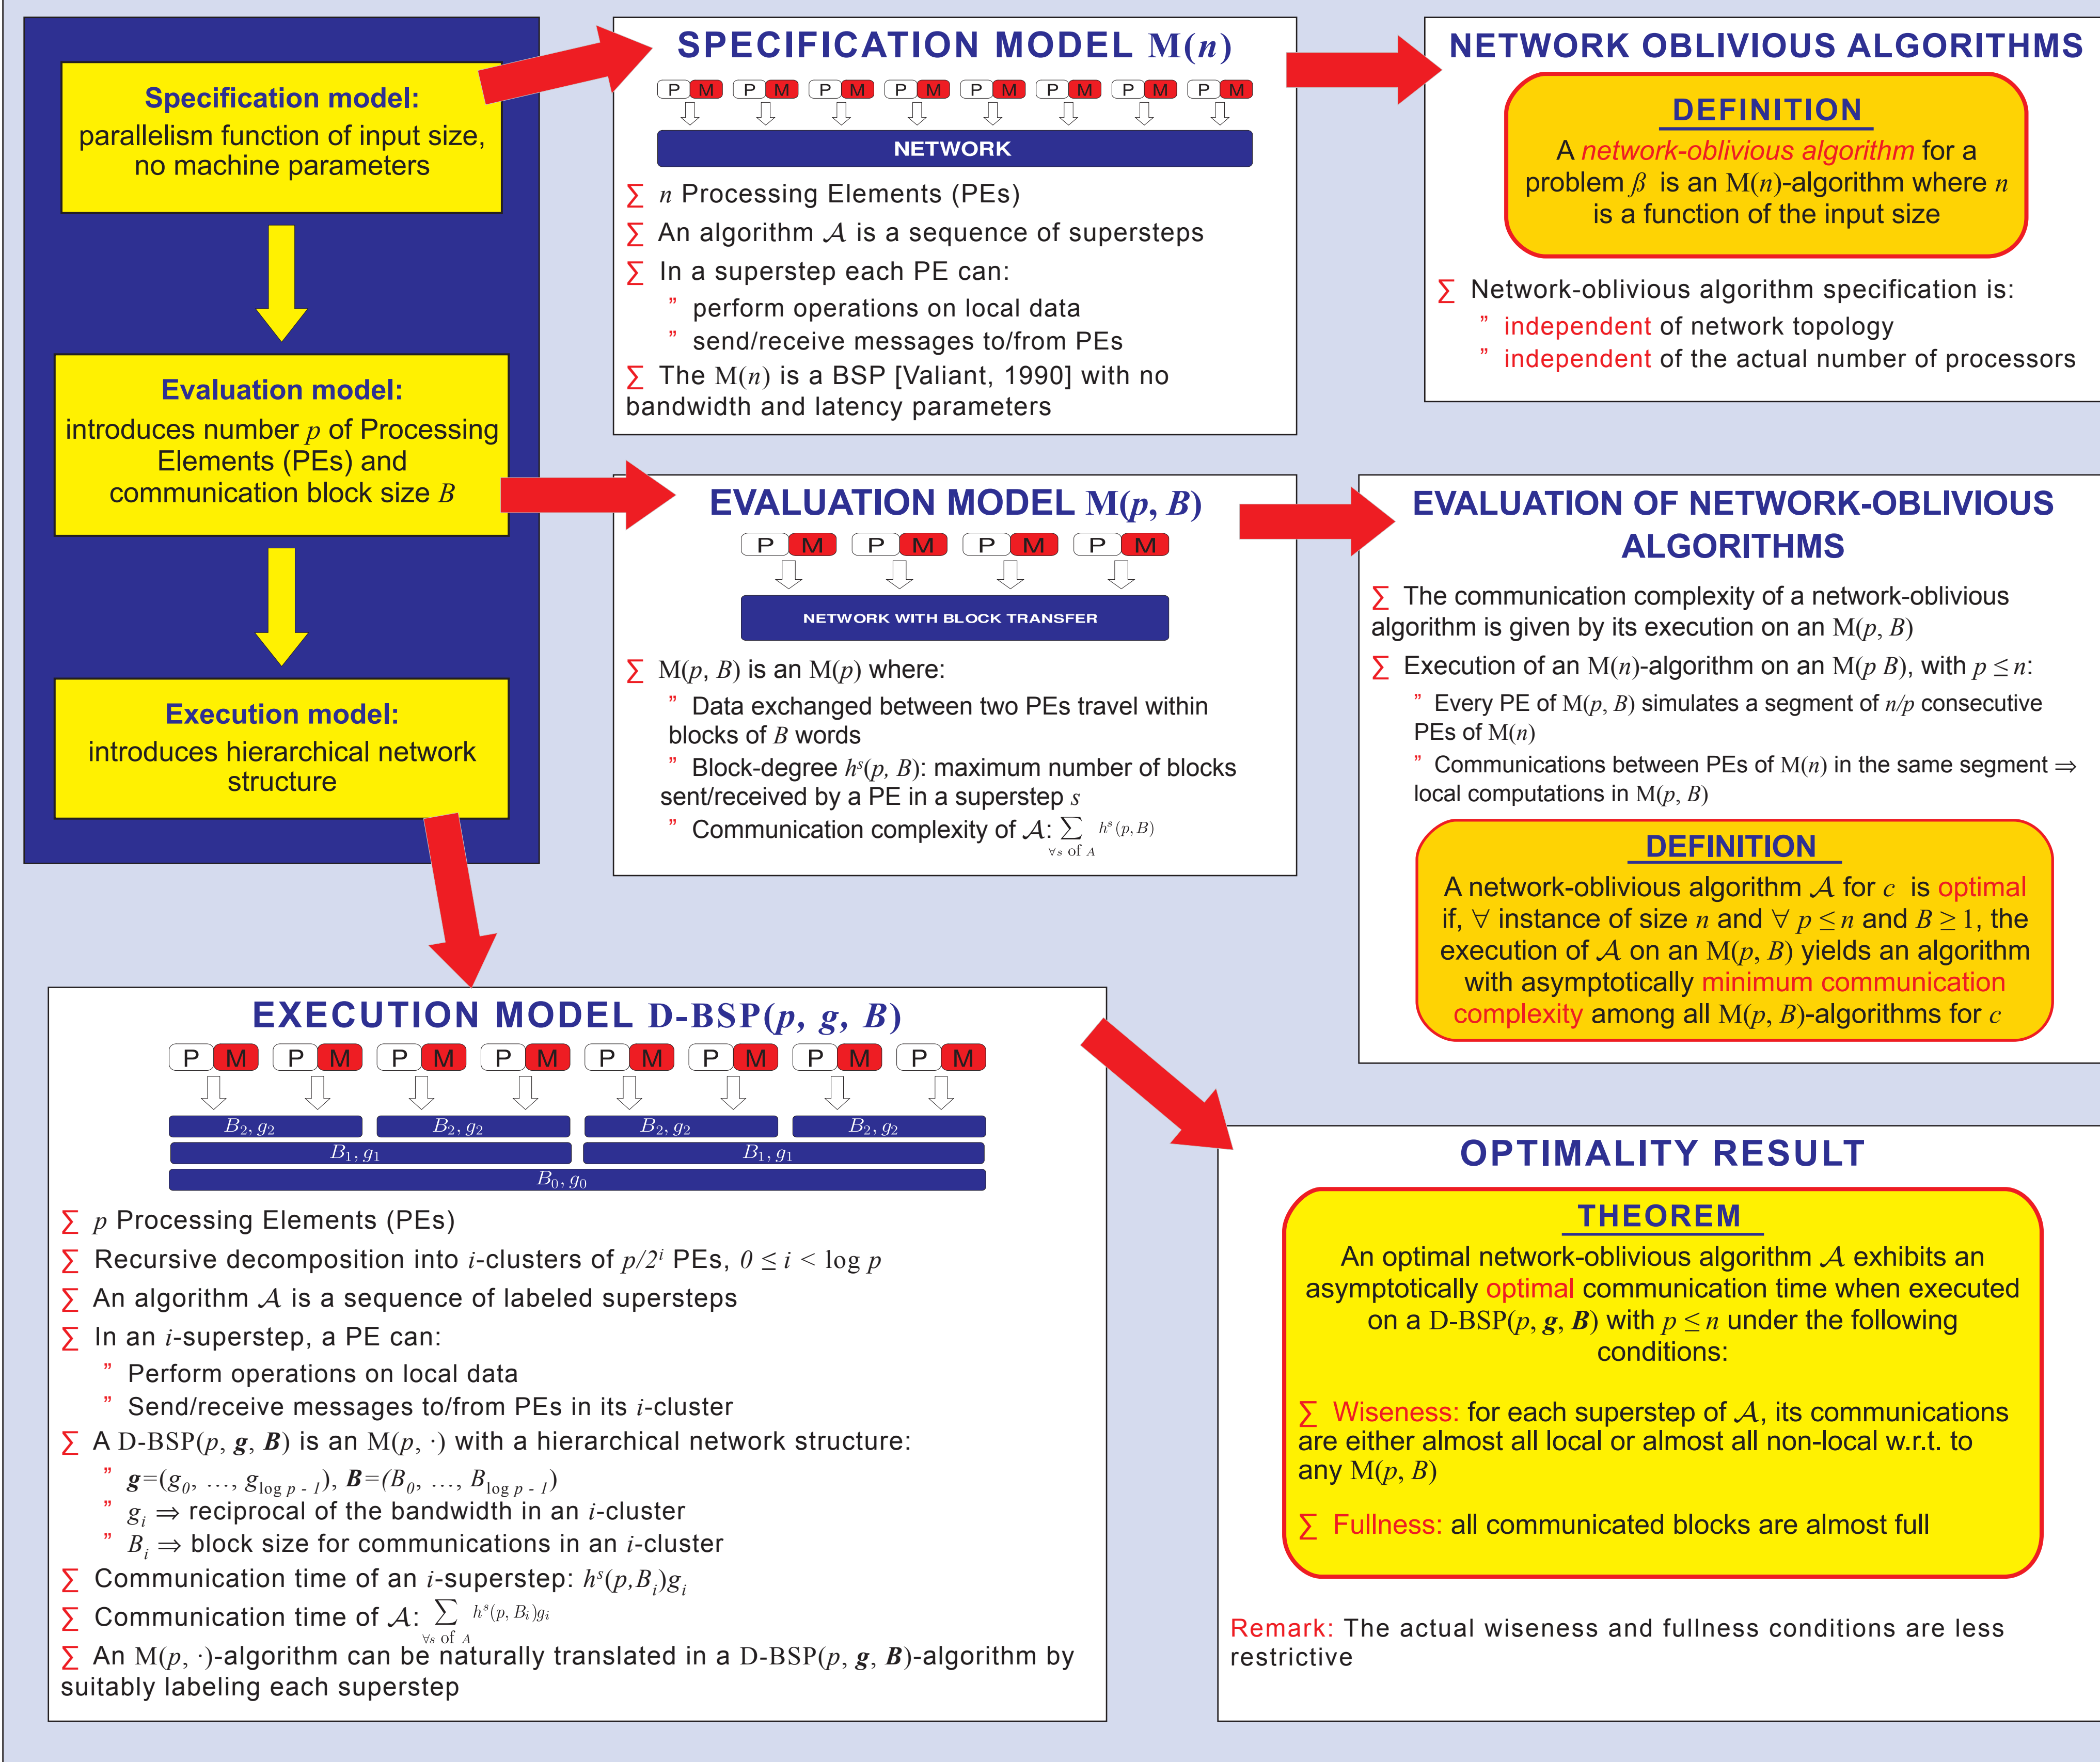 Specification model:
parallelism function of input size,
no machine parameters
Evaluation model:
introduces number p of Processing
Elements (PEs) and
communication block size B
Execution model:
introduces hierarchical network
structure
SPECIFICATION MODEL M(n)
P M P M P M P M P M P M P M P M
NETWORK
∑ n Processing Elements (PEs)
∑ An algorithm 𝒜 is a sequence of supersteps
∑ In a superstep each PE can:
” perform operations on local data
” send/receive messages to/from PEs
∑ The M(n) is a BSP [Valiant, 1990] with no
bandwidth and latency parameters
NETWORK OBLIVIOUS ALGORITHMS
DEFINITION
A network-oblivious algorithm for a
problem ß is an M(n)-algorithm where n
is a function of the input size
∑ Network-oblivious algorithm specification is:
” independent of network topology
” independent of the actual number of processors
EVALUATION MODEL M(p, B)
P M P M P M P M
NETWORK WITH BLOCK TRANSFER
∑ M(p, B) is an M(p) where:
” Data exchanged between two PEs travel within
blocks of B words
” Block-degree hˢ(p, B): maximum number of blocks
sent/received by a PE in a superstep s
” Communication complexity of 𝒜: ∑ hˢ(p, B)
∀s of A
EVALUATION OF NETWORK-OBLIVIOUS
ALGORITHMS
∑ The communication complexity of a network-oblivious
algorithm is given by its execution on an M(p, B)
∑ Execution of an M(n)-algorithm on an M(p B), with p ≤ n:
” Every PE of M(p, B) simulates a segment of n/p consecutive
PEs of M(n)
” Communications between PEs of M(n) in the same segment ⇒
local computations in M(p, B)
DEFINITION
A network-oblivious algorithm 𝒜 for c is optimal
if, ∀ instance of size n and ∀ p ≤ n and B ≥ 1, the
execution of 𝒜 on an M(p, B) yields an algorithm
with asymptotically minimum communication
complexity among all M(p, B)-algorithms for c
EXECUTION MODEL D-BSP(p, g, B)
P M P M P M P M P M P M P M P M
B₂, g₂ B₂, g₂ B₂, g₂ B₂, g₂
B₁, g₁ B₁, g₁
B₀, g₀
∑ p Processing Elements (PEs)
∑ Recursive decomposition into i-clusters of p/2ⁱ PEs, 0 ≤ i < log p
∑ An algorithm 𝒜 is a sequence of labeled supersteps
∑ In an i-superstep, a PE can:
” Perform operations on local data
” Send/receive messages to/from PEs in its i-cluster
∑ A D-BSP(p, g, B) is an M(p, ·) with a hierarchical network structure:
” g=(g₀, ..., g_{log p - 1}), B=(B₀, ..., B_{log p - 1})
” gᵢ ⇒ reciprocal of the bandwidth in an i-cluster
” Bᵢ ⇒ block size for communications in an i-cluster
∑ Communication time of an i-superstep: hˢ(p,Bᵢ)gᵢ
∑ Communication time of 𝒜: ∑ hˢ(p, Bᵢ)gᵢ
∀s of A
∑ An M(p, ·)-algorithm can be naturally translated in a D-BSP(p, g, B)-algorithm by
suitably labeling each superstep
OPTIMALITY RESULT
THEOREM
An optimal network-oblivious algorithm 𝒜 exhibits an
asymptotically optimal communication time when executed
on a D-BSP(p, g, B) with p ≤ n under the following
conditions:
∑ Wiseness: for each superstep of 𝒜, its communications
are either almost all local or almost all non-local w.r.t. to
any M(p, B)
∑ Fullness: all communicated blocks are almost full
Remark: The actual wiseness and fullness conditions are less
restrictive